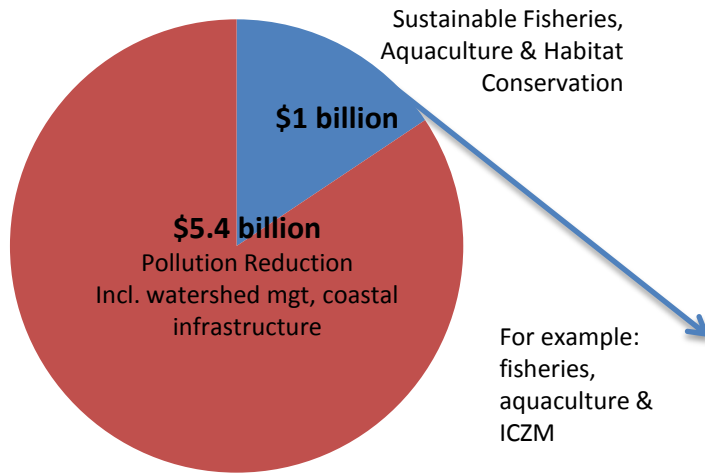 Sustainable Fisheries,
Aquaculture & Habitat
Conservation
$1 billion
$5.4 billion
Pollution Reduction
Incl. watershed mgt, coastal
infrastructure
For example:
fisheries,
aquaculture &
ICZM